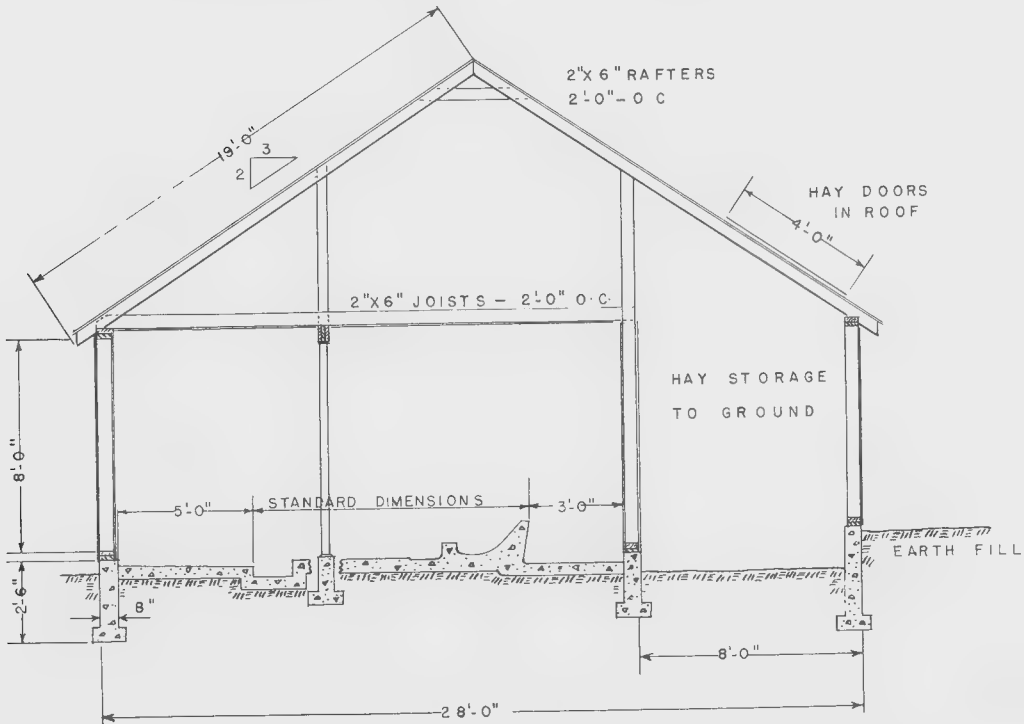 2"X 6" RAFTERS
2'-0" - O C
19'-0"
3
2
HAY DOORS
IN ROOF
4'-0"
2"X6" JOISTS - 2'-0" O.C.
HAY STORAGE
TO GROUND
8'-0"
5'-0"
STANDARD DIMENSIONS
3'-0"
EARTH FILL
2'-6"
8"
8'-0"
28'-0"